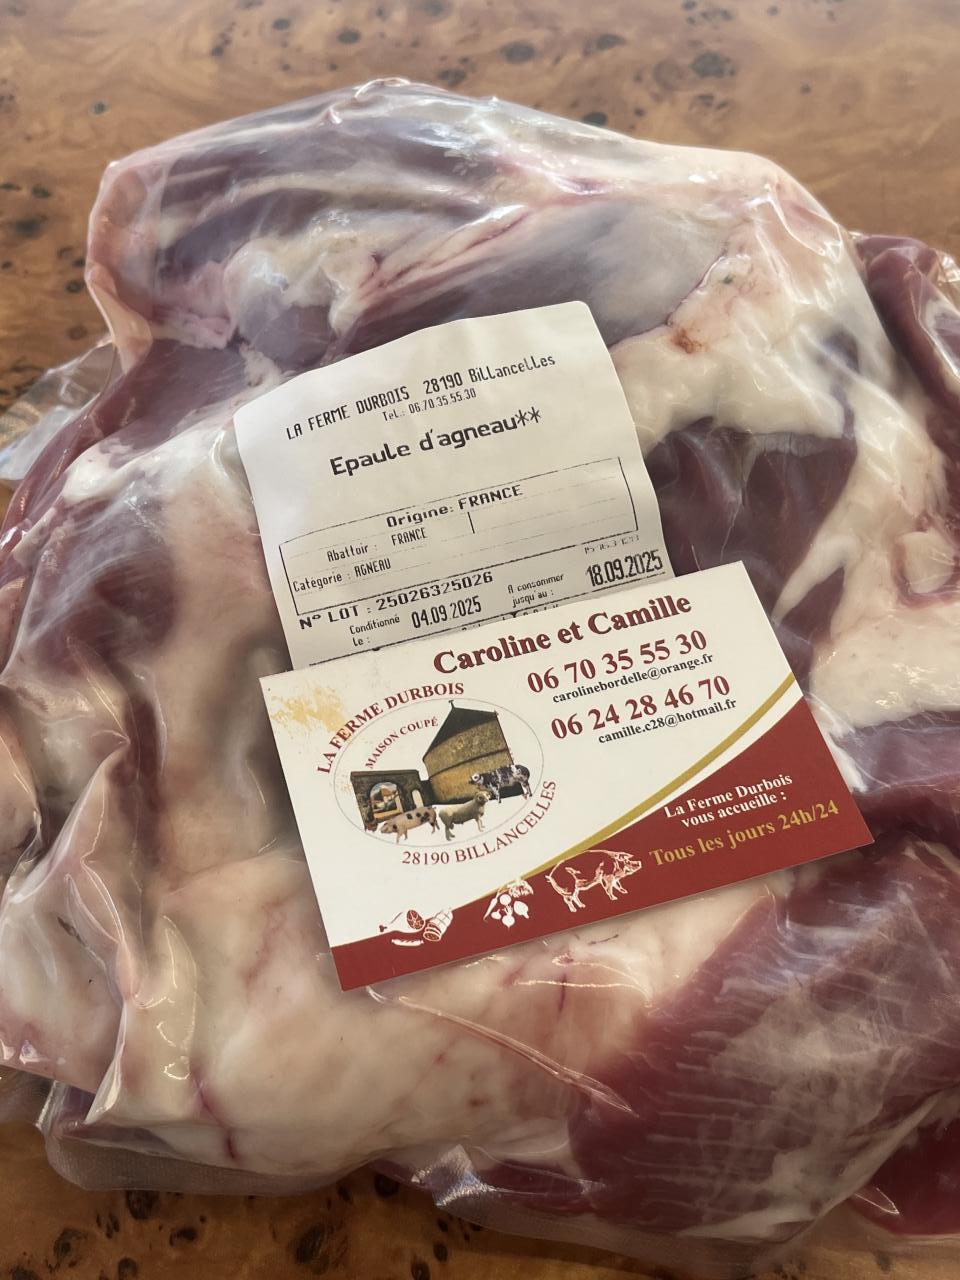 LA FERME DURBOIS 28190 Billancelles
Tel.: 06.70.35.55.30
Epaule d'agneau**
Origine: FRANCE
Abattoir : FRANCE
Catégorie : AGNEAU
N° LOT : 25026325026
Conditionné le : 04.09.2025
A consommer jusqu'au : 18.09.2025
Caroline et Camille
06 70 35 55 30
carolinebordelle@orange.fr
06 24 28 46 70
camille.c28@hotmail.fr
LA FERME DURBOIS
MAISON COUPÉ
28190 BILLANCELLES
La Ferme Durbois
vous accueille :
Tous les jours 24h/24